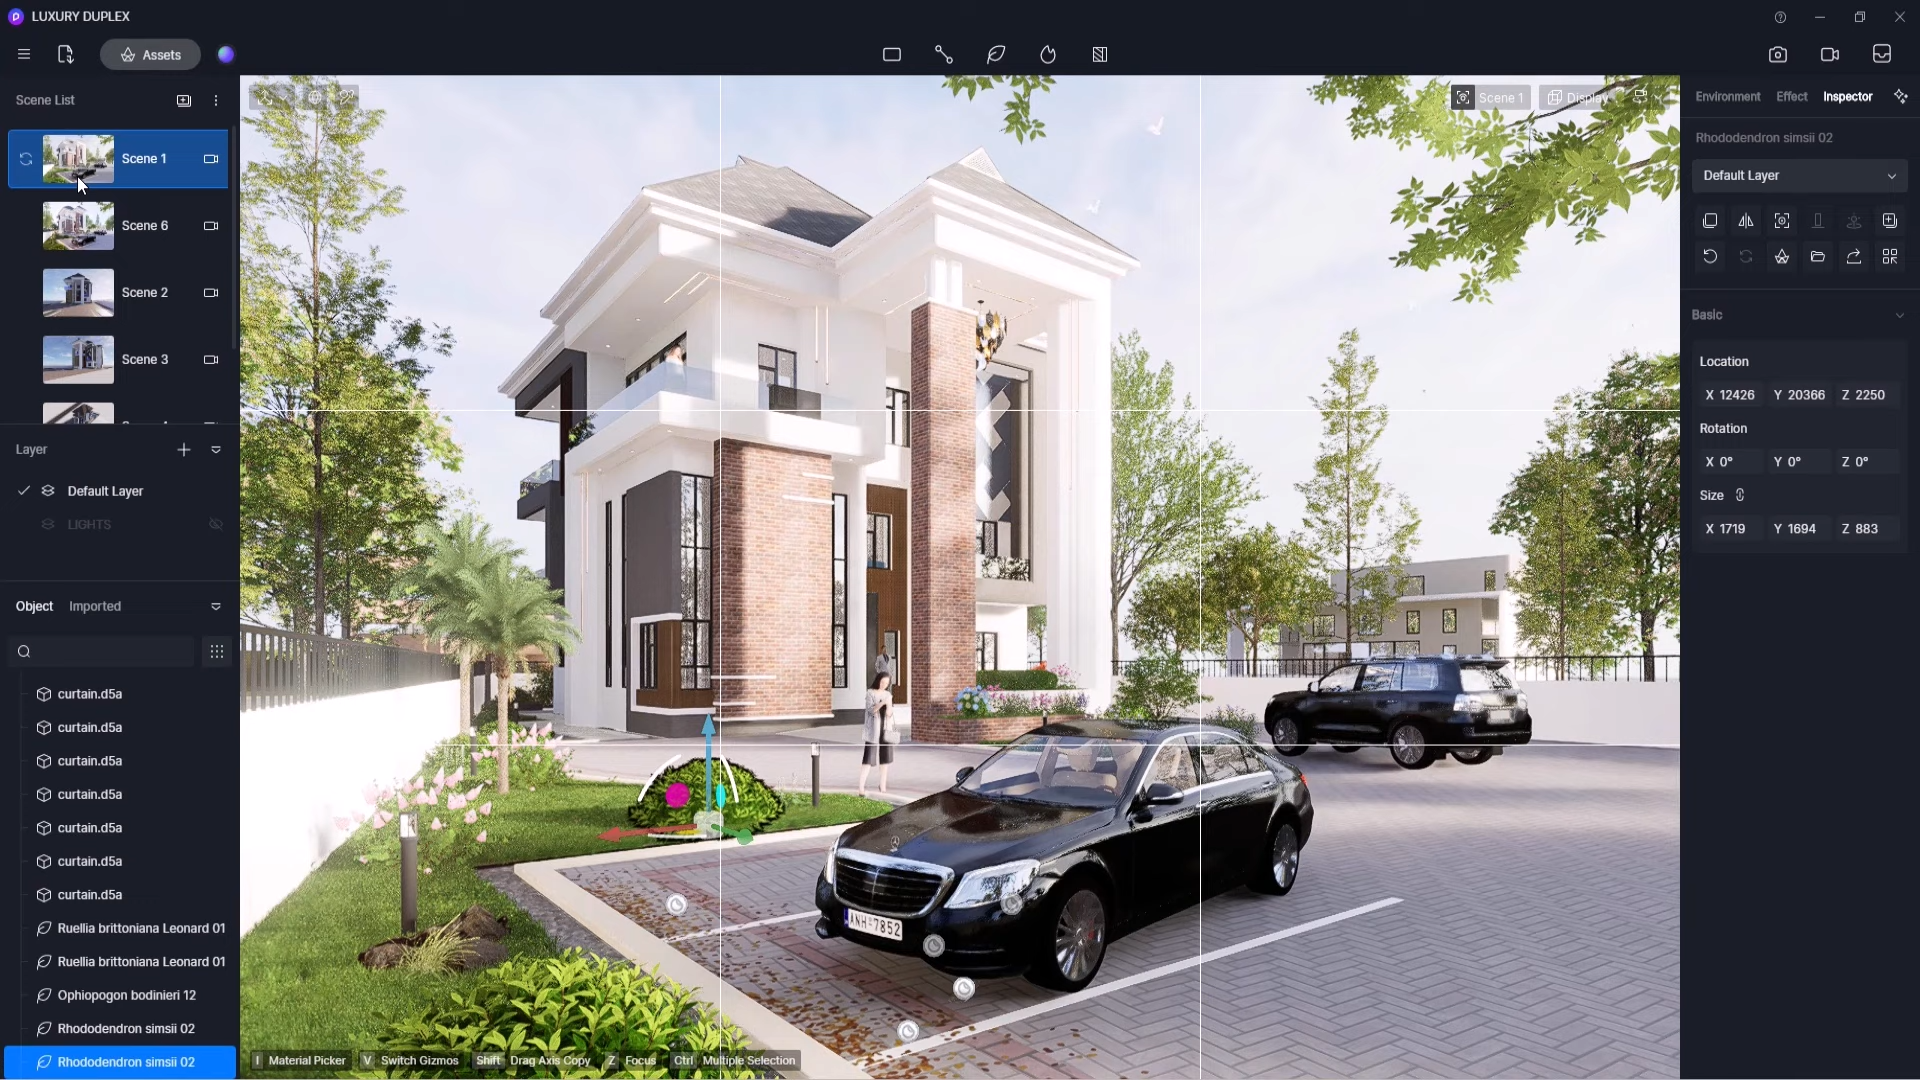 LUXURY DUPLEX
Assets
Scene List
Scene 1
Scene 6
Scene 2
Scene 3
Layer
Default Layer
LIGHTS
Object Imported
curtain.d5a
curtain.d5a
curtain.d5a
curtain.d5a
curtain.d5a
curtain.d5a
curtain.d5a
Ruellia brittoniana Leonard 01
Ruellia brittoniana Leonard 01
Ophiopogon bodinieri 12
Rhododendron simsii 02
Rhododendron simsii 02
Scene 1 Display
ANH-7852
I Material Picker V Switch Gizmos Shift Drag Axis Copy Z Focus Ctrl Multiple Selection
Environment Effect Inspector
Rhododendron simsii 02
Default Layer
Basic
Location
X 12426 Y 20366 Z 2250
Rotation
X 0° Y 0° Z 0°
Size
X 1719 Y 1694 Z 883